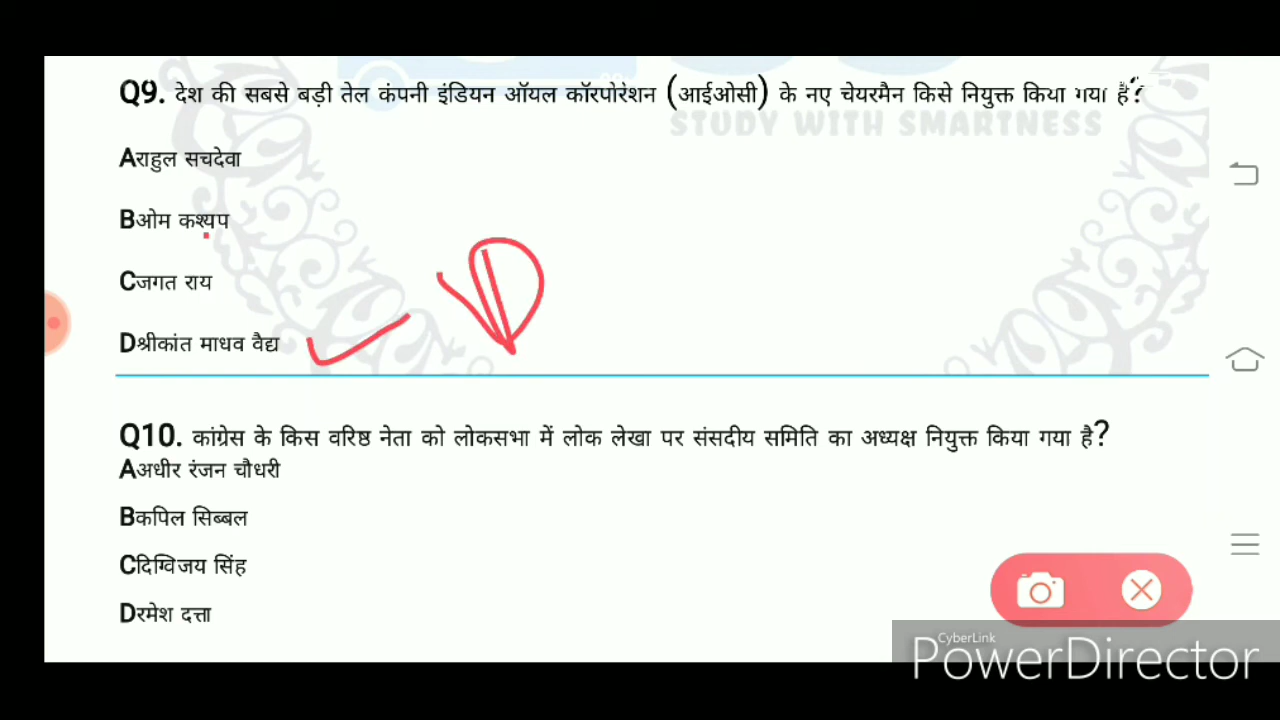 Q9. देश की सबसे बड़ी तेल कंपनी इंडियन ऑयल कॉरपोरेशन (आईओसी) के नए चेयरमैन किसे नियुक्त किया गया है?
STUDY WITH SMARTNESS
Aराहुल सचदेवा
Bओम कश्यप
Cजगत राय
Dश्रीकांत माधव वैद्य
Q10. कांग्रेस के किस वरिष्ठ नेता को लोकसभा में लोक लेखा पर संसदीय समिति का अध्यक्ष नियुक्त किया गया है?
Aअधीर रंजन चौधरी
Bकपिल सिब्बल
Cदिग्विजय सिंह
Dरमेश दत्ता
CyberLink
PowerDirector